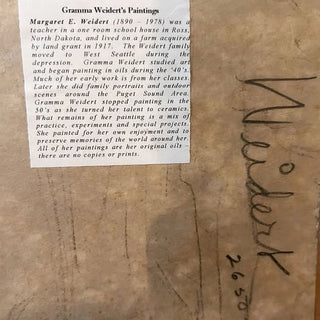 Gramma Weidert's Paintings
Margaret E. Weidert (1890 - 1978) was a
teacher in a one room school house in Ross,
North Dakota, and lived on a farm acquired
by land grant in 1917. The Weidert family
moved to West Seattle during the
depression. Gramma Weidert studied art
and began painting in oils during the '40's.
Much of her early work is from her classes.
Later she did family portraits and outdoor
scenes around the Puget Sound Area.
Gramma Weidert stopped painting in the
50's as she turned her talent to ceramics.
What remains of her painting is a mix of
practice, experiments and special projects.
She painted for her own enjoyment and to
preserve memories of the world around her.
All of her paintings are her original oils -
there are no copies or prints.
Weidert
2650